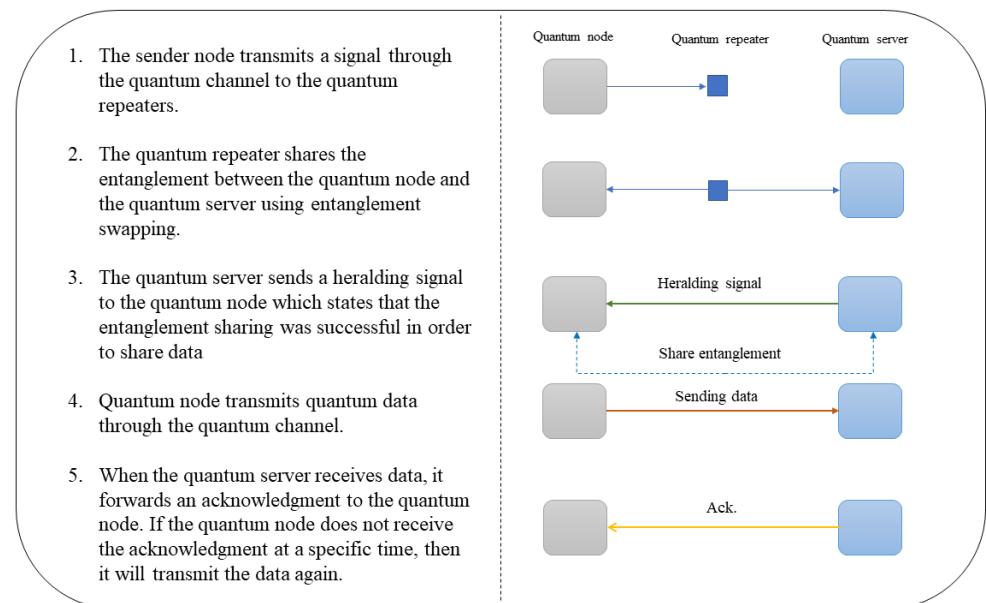 1. The sender node transmits a signal through
the quantum channel to the quantum
repeaters.
2. The quantum repeater shares the
entanglement between the quantum node and
the quantum server using entanglement
swapping.
3. The quantum server sends a heralding signal
to the quantum node which states that the
entanglement sharing was successful in order
to share data
4. Quantum node transmits quantum data
through the quantum channel.
5. When the quantum server receives data, it
forwards an acknowledgment to the quantum
node. If the quantum node does not receive
the acknowledgment at a specific time, then
it will transmit the data again.
Quantum node
Quantum repeater
Quantum server
Heralding signal
Share entanglement
Sending data
Ack.